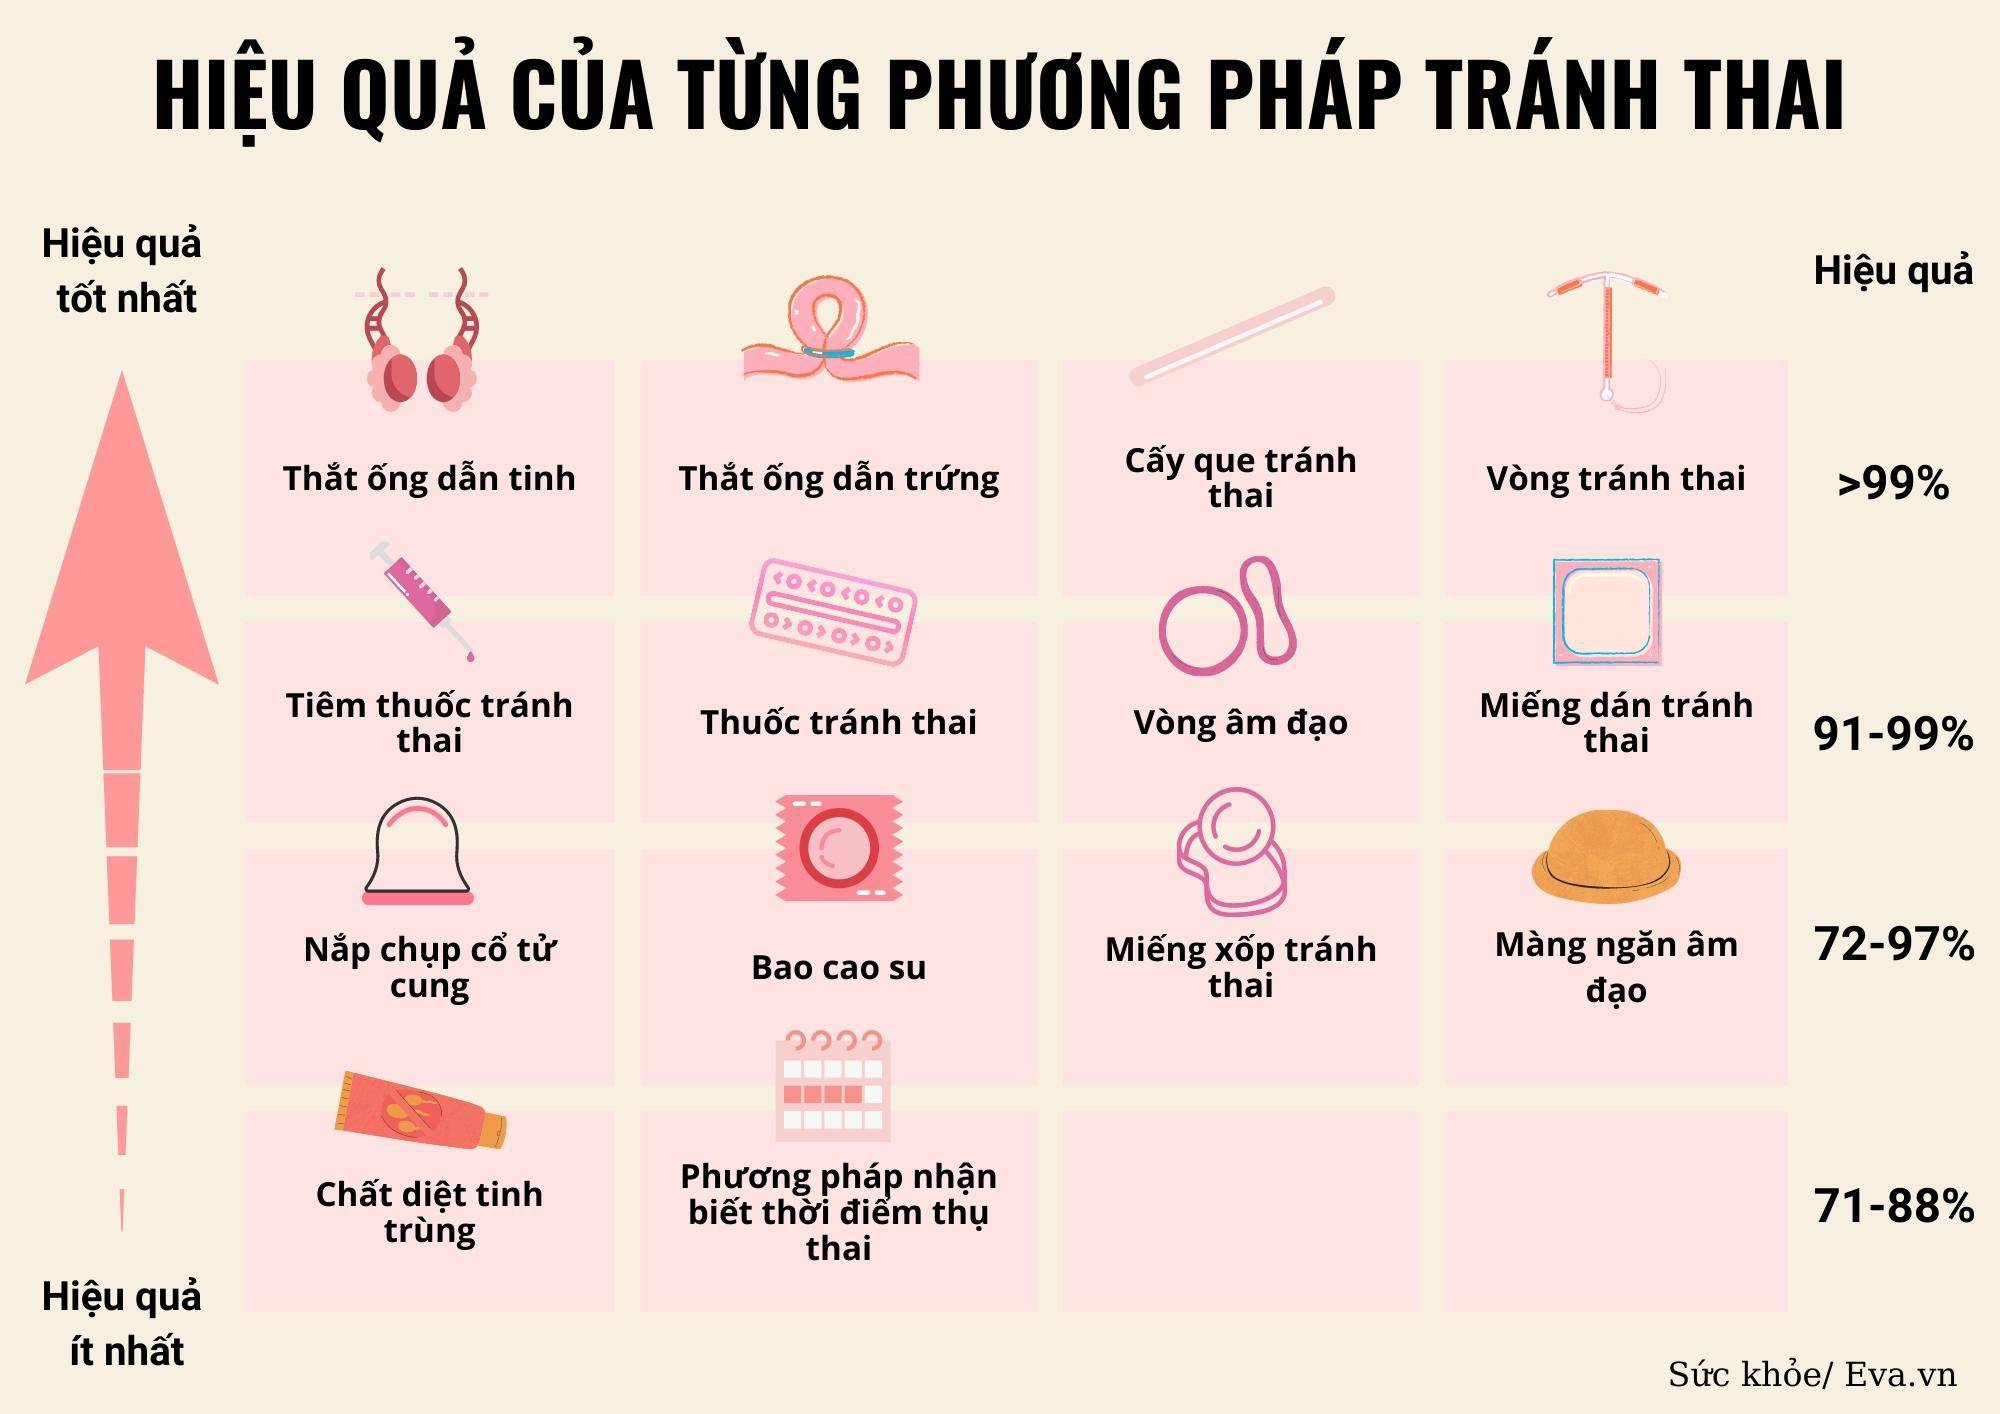 HIỆU QUẢ CỦA TỪNG PHƯƠNG PHÁP TRÁNH THAI
Hiệu quả
tốt nhất
Hiệu quả
Thắt ống dẫn tinh
Thắt ống dẫn trứng
Cấy que tránh
thai
Vòng tránh thai
>99%
Tiêm thuốc tránh
thai
Thuốc tránh thai
Vòng âm đạo
Miếng dán tránh
thai
91-99%
Nắp chụp cổ tử
cung
Bao cao su
Miếng xốp tránh
thai
Màng ngăn âm
đạo
72-97%
Chất diệt tinh
trùng
Phương pháp nhận
biết thời điểm thụ
thai
71-88%
Hiệu quả
ít nhất
Sức khỏe/ Eva.vn